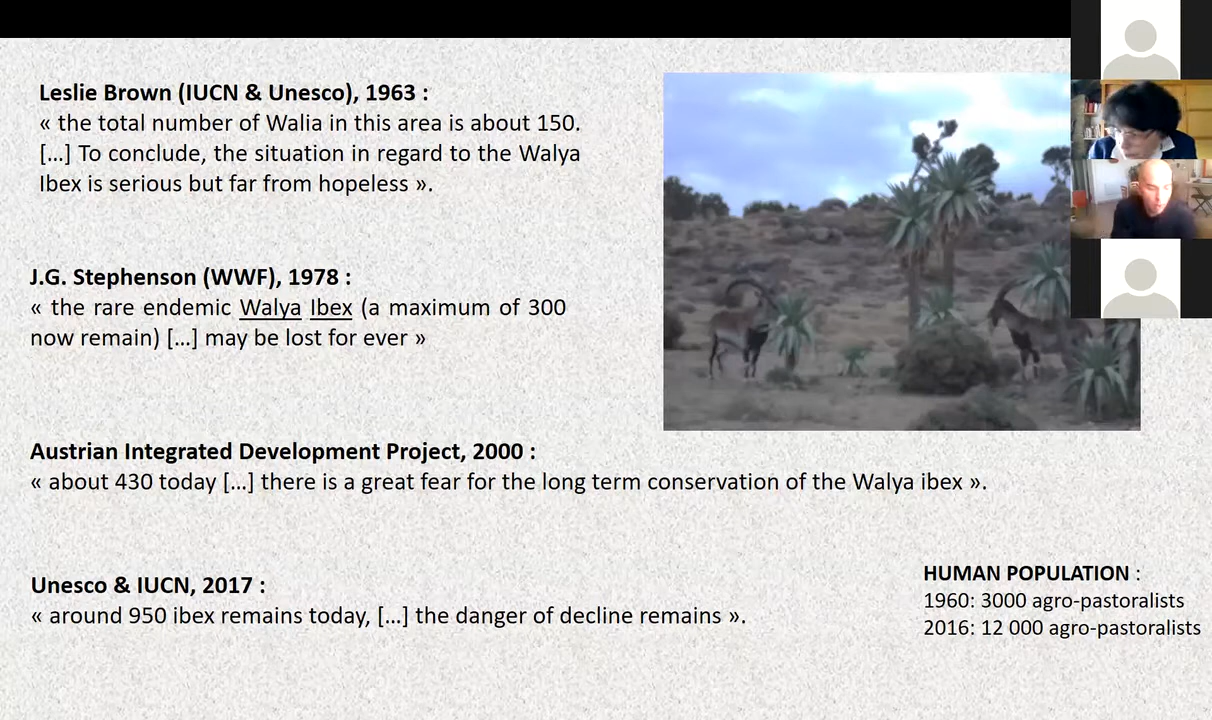 Leslie Brown (IUCN & Unesco), 1963 :
« the total number of Walia in this area is about 150.
[…] To conclude, the situation in regard to the Walya
Ibex is serious but far from hopeless ».
J.G. Stephenson (WWF), 1978 :
« the rare endemic Walya Ibex (a maximum of 300
now remain) […] may be lost for ever »
Austrian Integrated Development Project, 2000 :
« about 430 today […] there is a great fear for the long term conservation of the Walya ibex ».
Unesco & IUCN, 2017 :
« around 950 ibex remains today, […] the danger of decline remains ».
HUMAN POPULATION :
1960: 3000 agro-pastoralists
2016: 12 000 agro-pastoralists